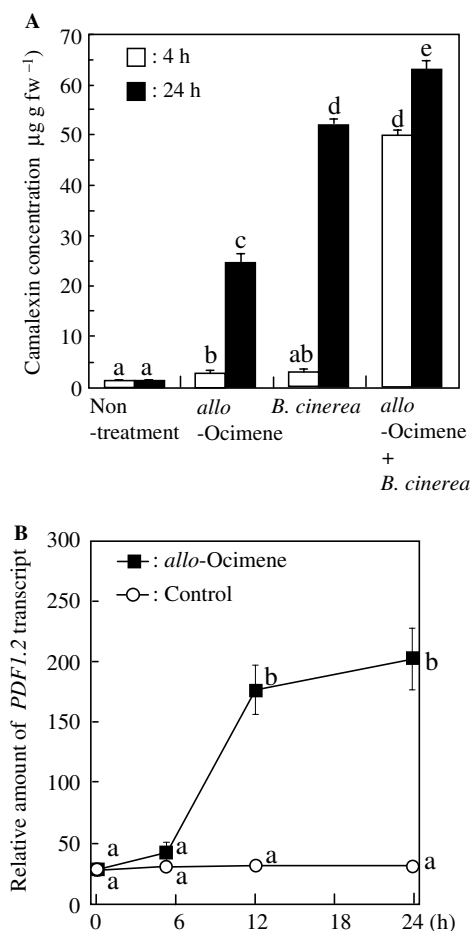 A
Camalexin concentration µg g fw⁻¹
70
60
50
40
30
20
10
0
: 4 h
: 24 h
a a
b c
ab d
d e
Non -treatment
allo -Ocimene
B. cinerea
allo -Ocimene + B. cinerea
B
Relative amount of PDF1.2 transcript
300
250
200
150
100
50
0
: allo-Ocimene
: Control
a a b b
a a a a
0 6 12 18 24 (h)